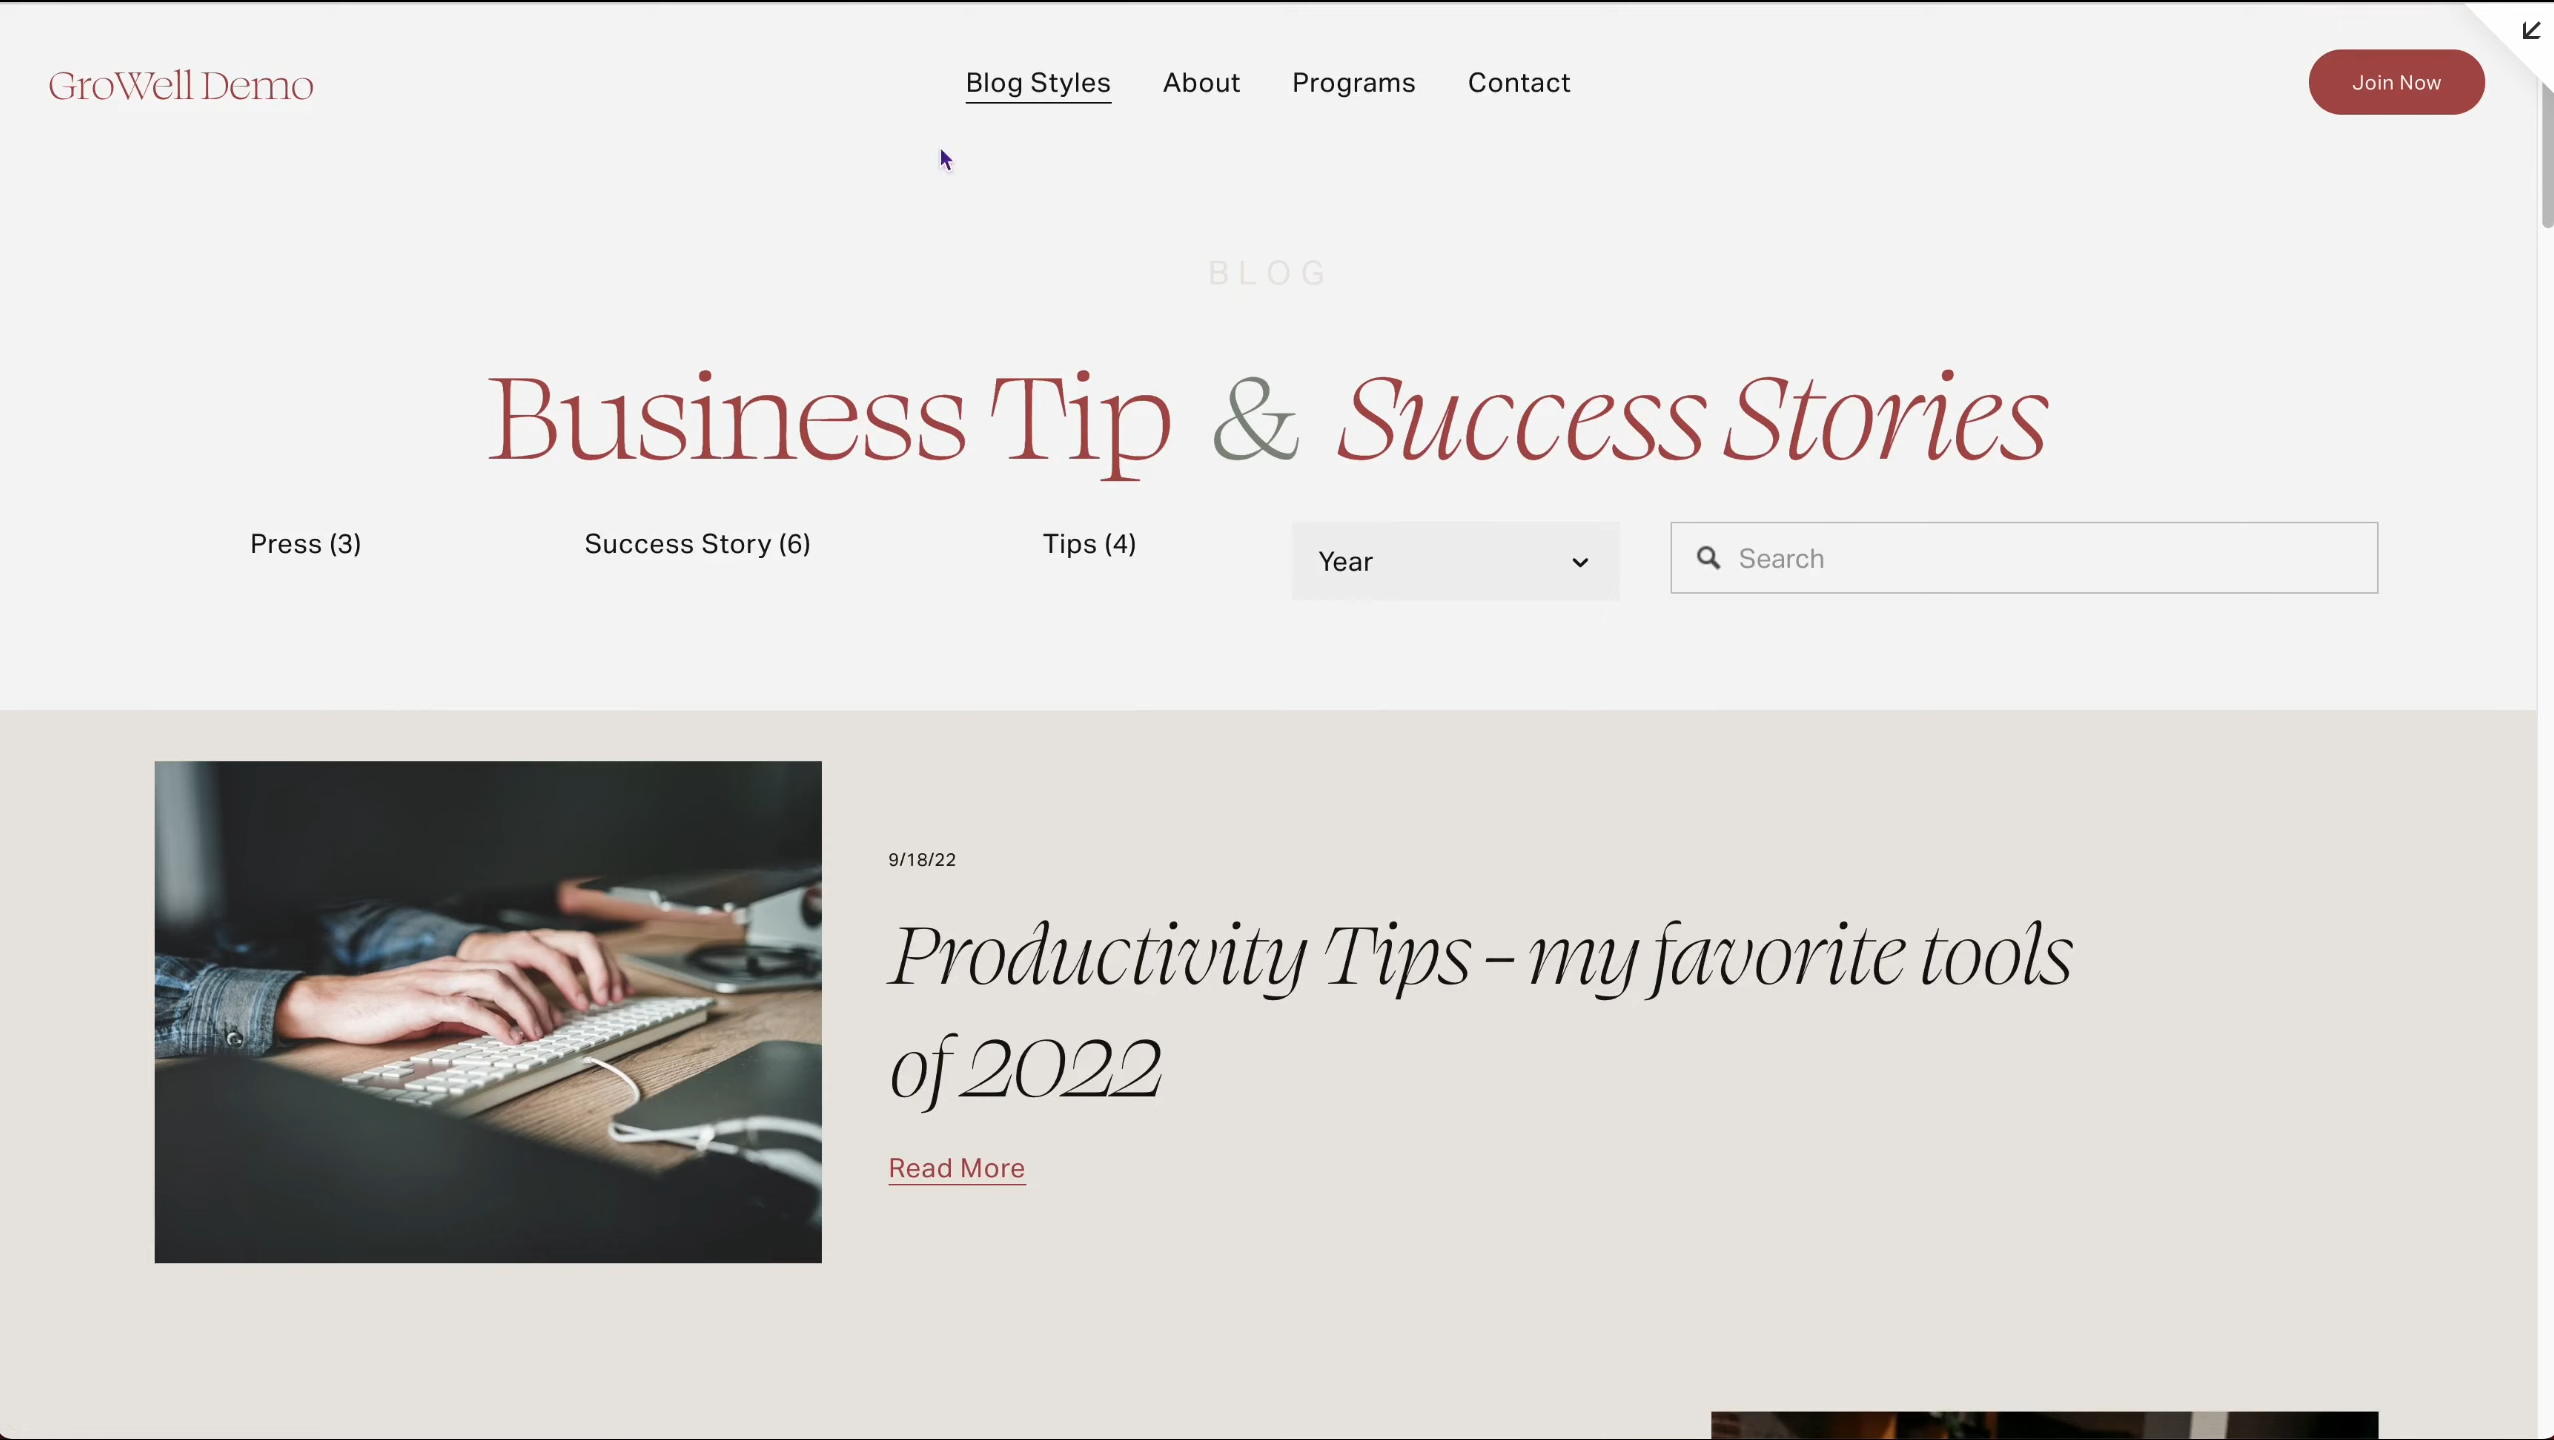 GroWell Demo
Blog Styles
About
Programs
Contact
Join Now
BLOG
Business Tip & Success Stories
Press (3)
Success Story (6)
Tips (4)
Year
Search
9/18/22
Productivity Tips - my favorite tools
of 2022
Read More